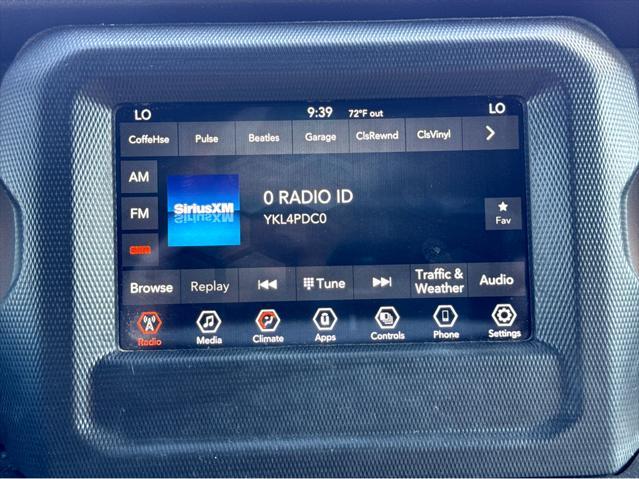 LO 9:39 72°F out LO
CoffeHse Pulse Beatles Garage ClsRewnd ClsVinyl
AM
FM
SXM
SiriusXM
0 RADIO ID
YKL4PDC0
Fav
Browse Replay Tune Traffic & Weather Audio
Radio Media Climate Apps Controls Phone Settings